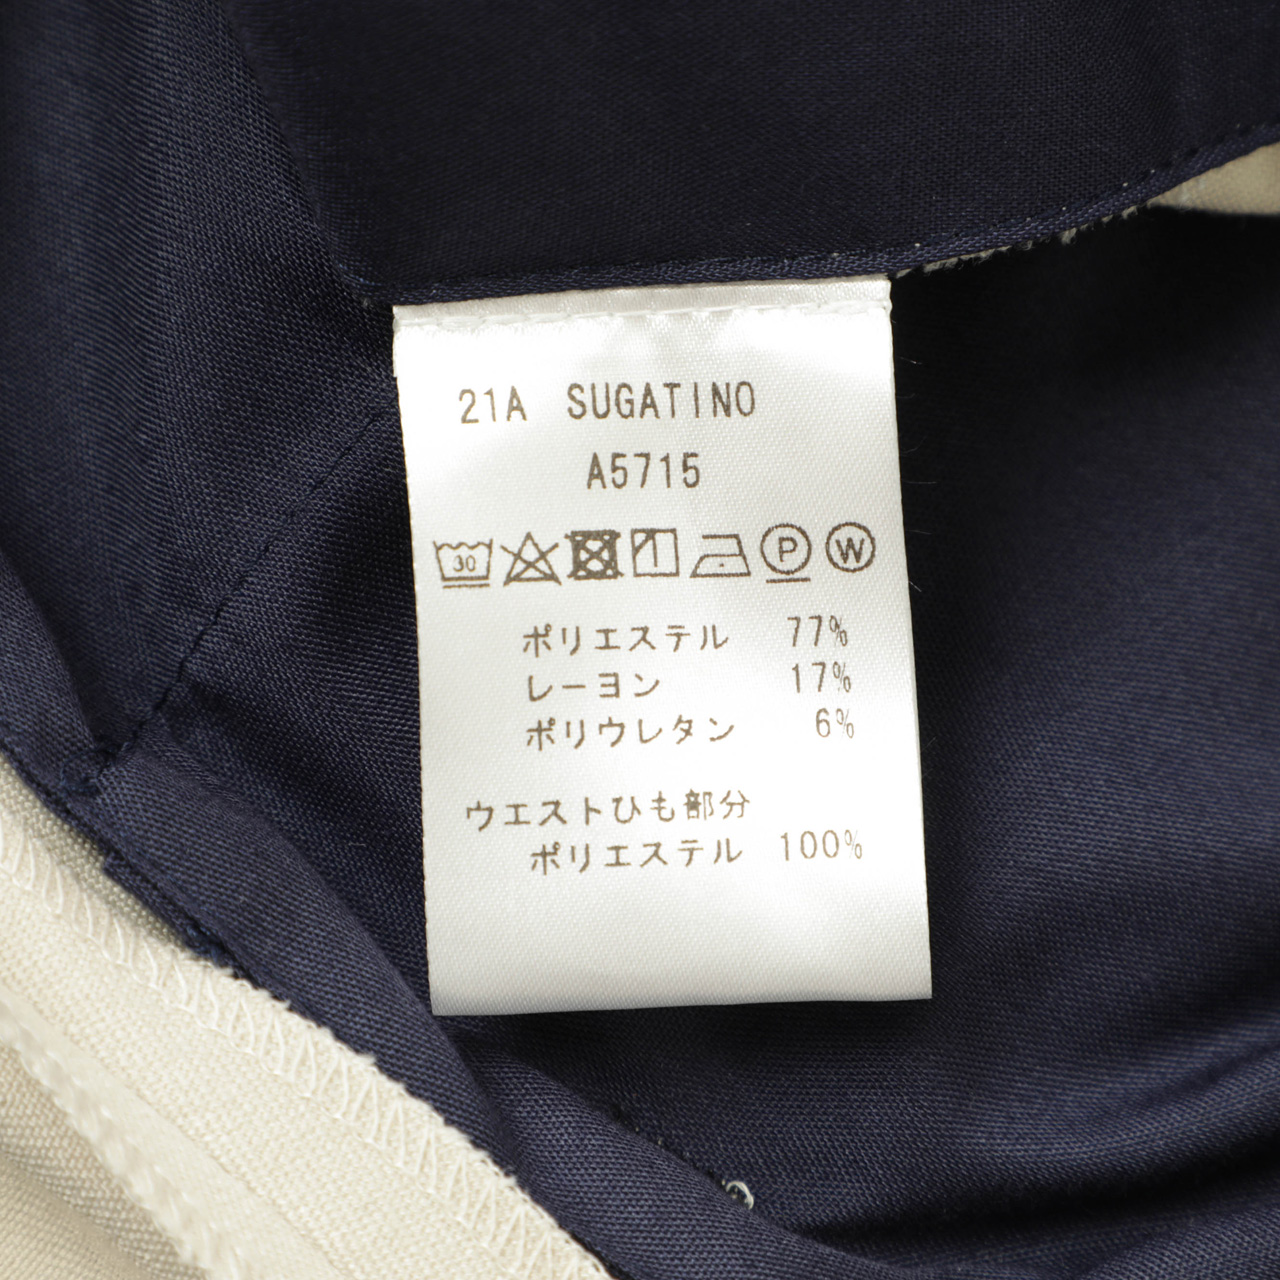 21A SUGATINO
A5715
30 P W
ポリエステル 77%
レーヨン 17%
ポリウレタン 6%
ウエストひも部分
ポリエステル 100%